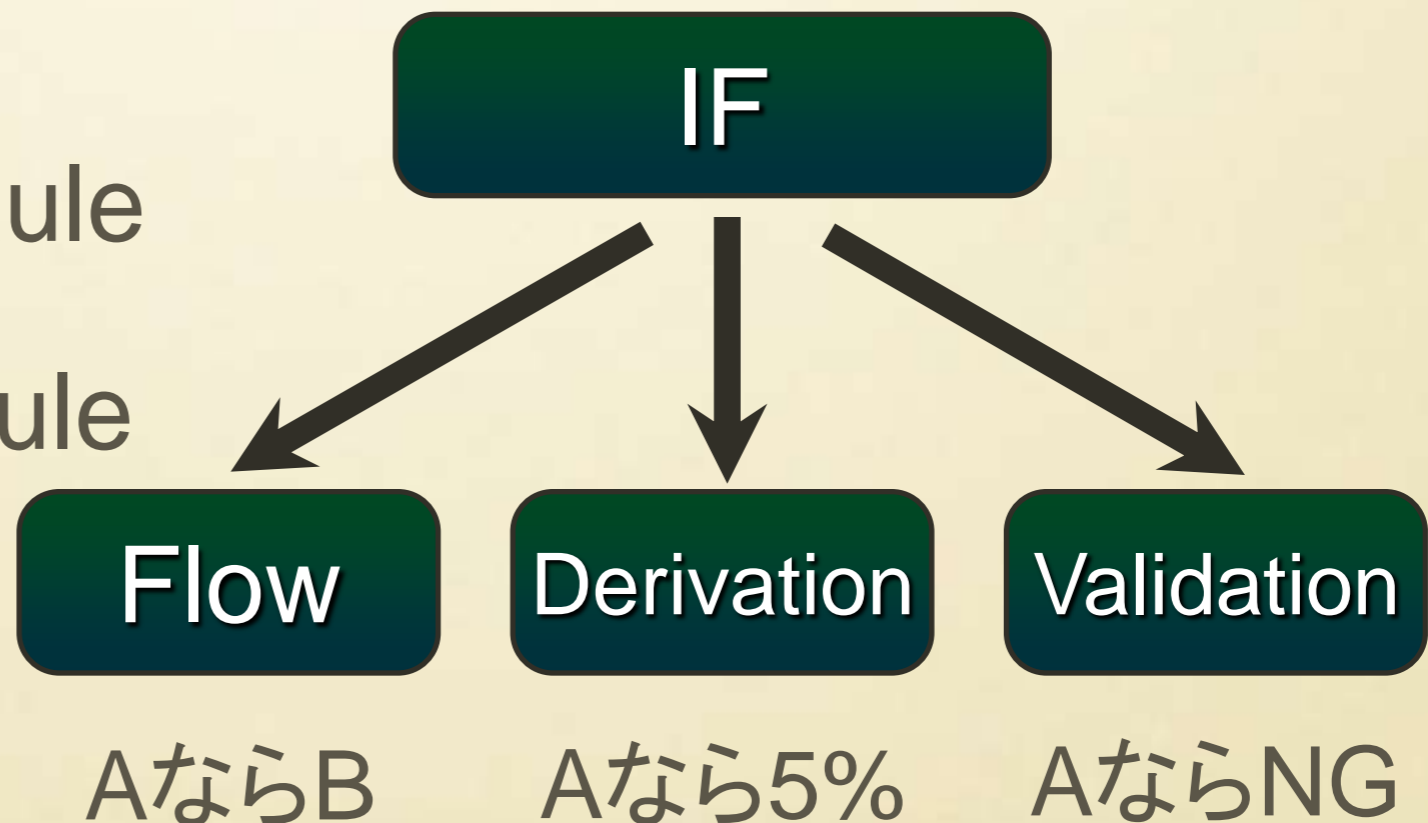 IF
ule
ule
Flow
Derivation
Validation
AならB
Aなら5%
AならNG